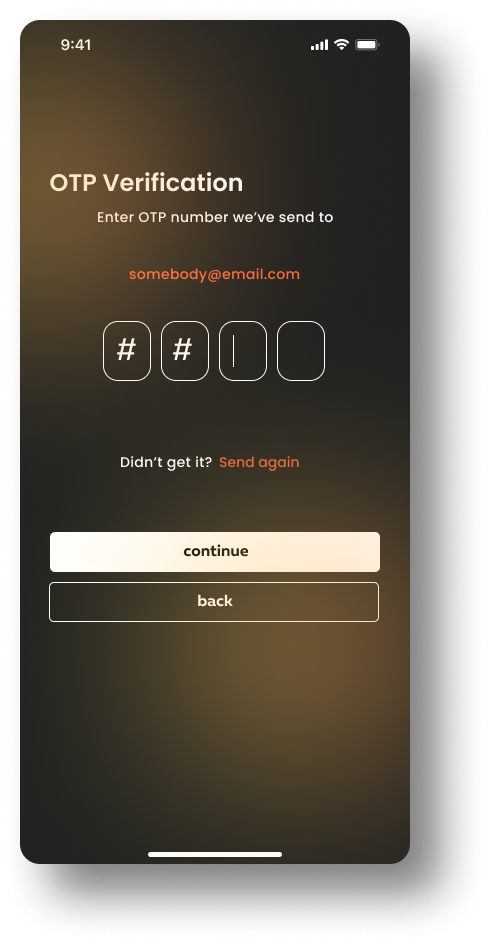 9:41
OTP Verification
Enter OTP number we’ve send to
somebody@email.com
# #
Didn’t get it? Send again
continue
back